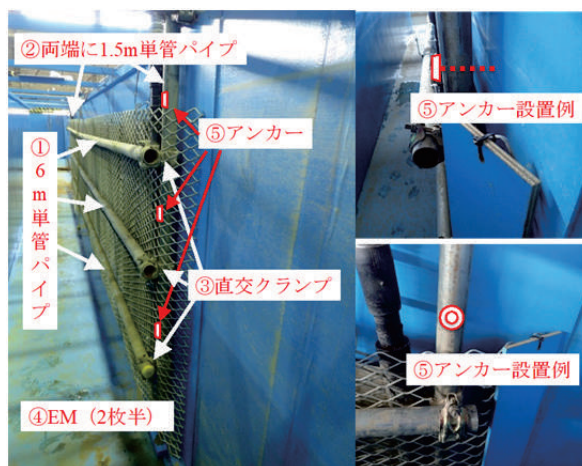 ②両端に1.5m単管パイプ
①6m単管パイプ
⑤アンカー
③直交クランプ
④EM（2枚半）
⑤アンカー設置例
⑤アンカー設置例